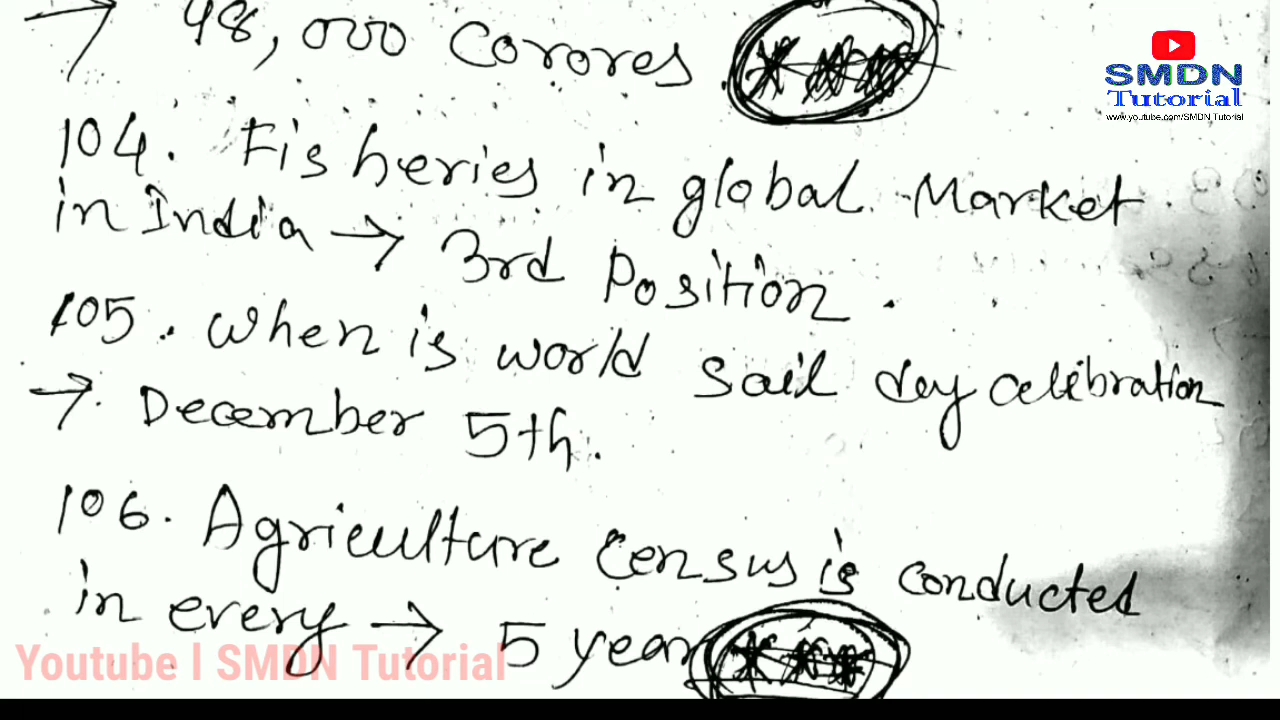 → 48,000 Corores
SMDN
Tutorial
www.youtube.com/SMDN Tutorial
104. Fisheries in global Market
in India → 3rd Position.
105. When is world Soil dey celebration
→ December 5th.
106. Agriculture Census is conducted
in every → 5 year
Youtube I SMDN Tutorial